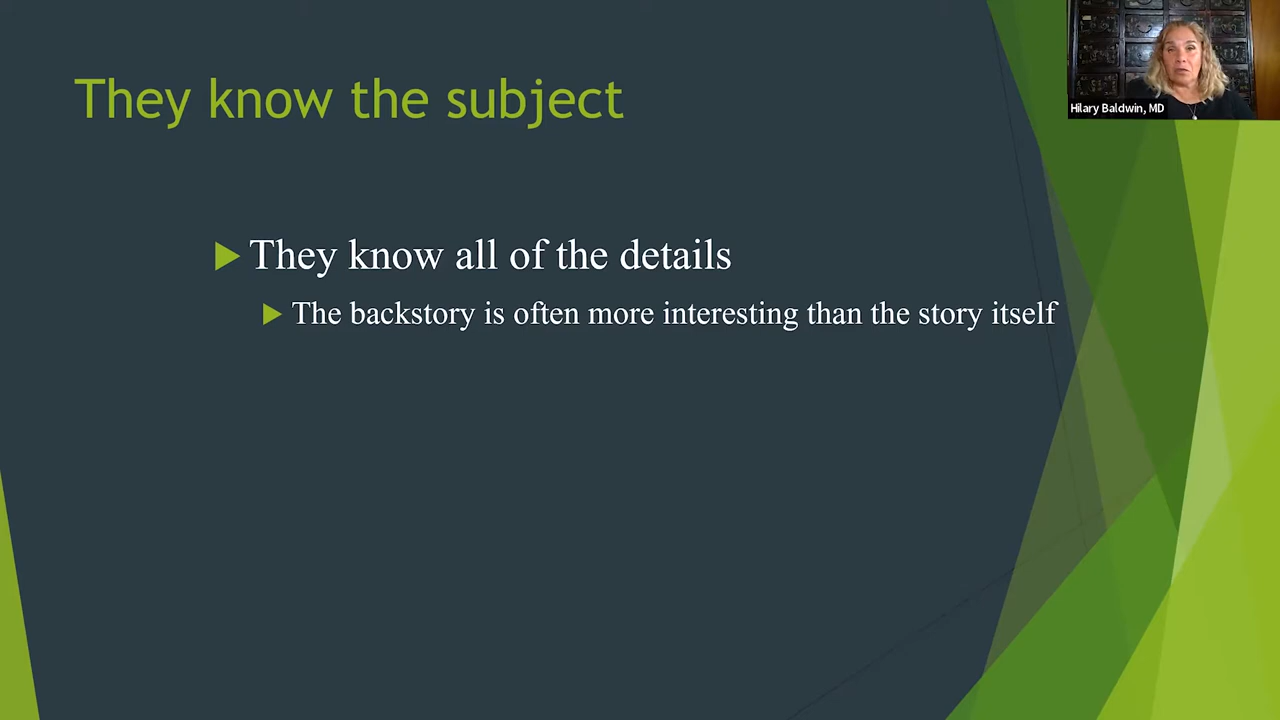 They know the subject
Hilary Baldwin, MD
They know all of the details
The backstory is often more interesting than the story itself